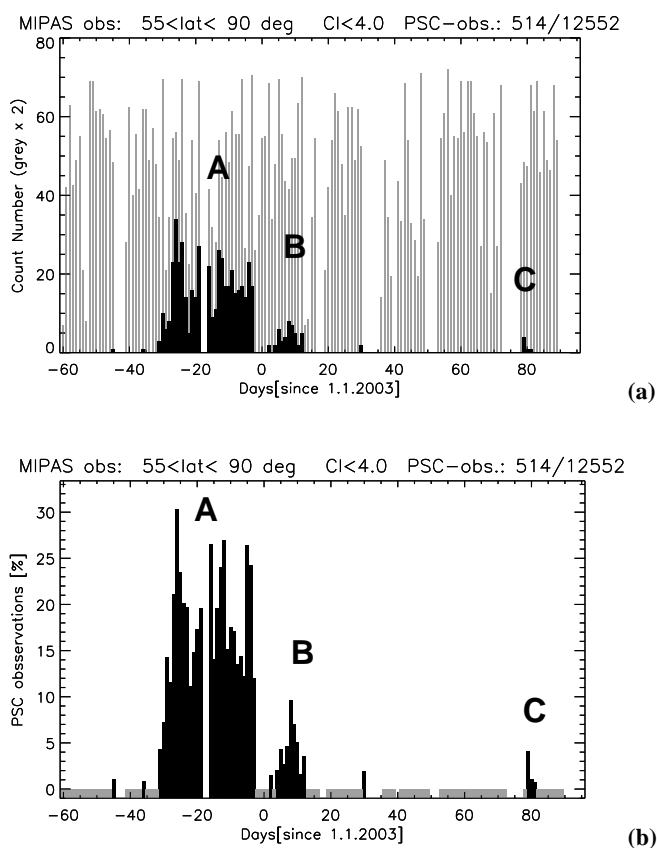 MIPAS obs: 55<lat< 90 deg CI<4.0 PSC-obs.: 514/12552
80
60
40
20
0
Count Number (grey x 2)
A
B
C
-60 -40 -20 0 20 40 60 80
Days[since 1.1.2003]
(a)
MIPAS obs: 55<lat< 90 deg CI<4.0 PSC-obs.: 514/12552
30
25
20
15
10
5
0
PSC obsservations [%]
A
B
C
-60 -40 -20 0 20 40 60 80
Days[since 1.1.2003]
(b)